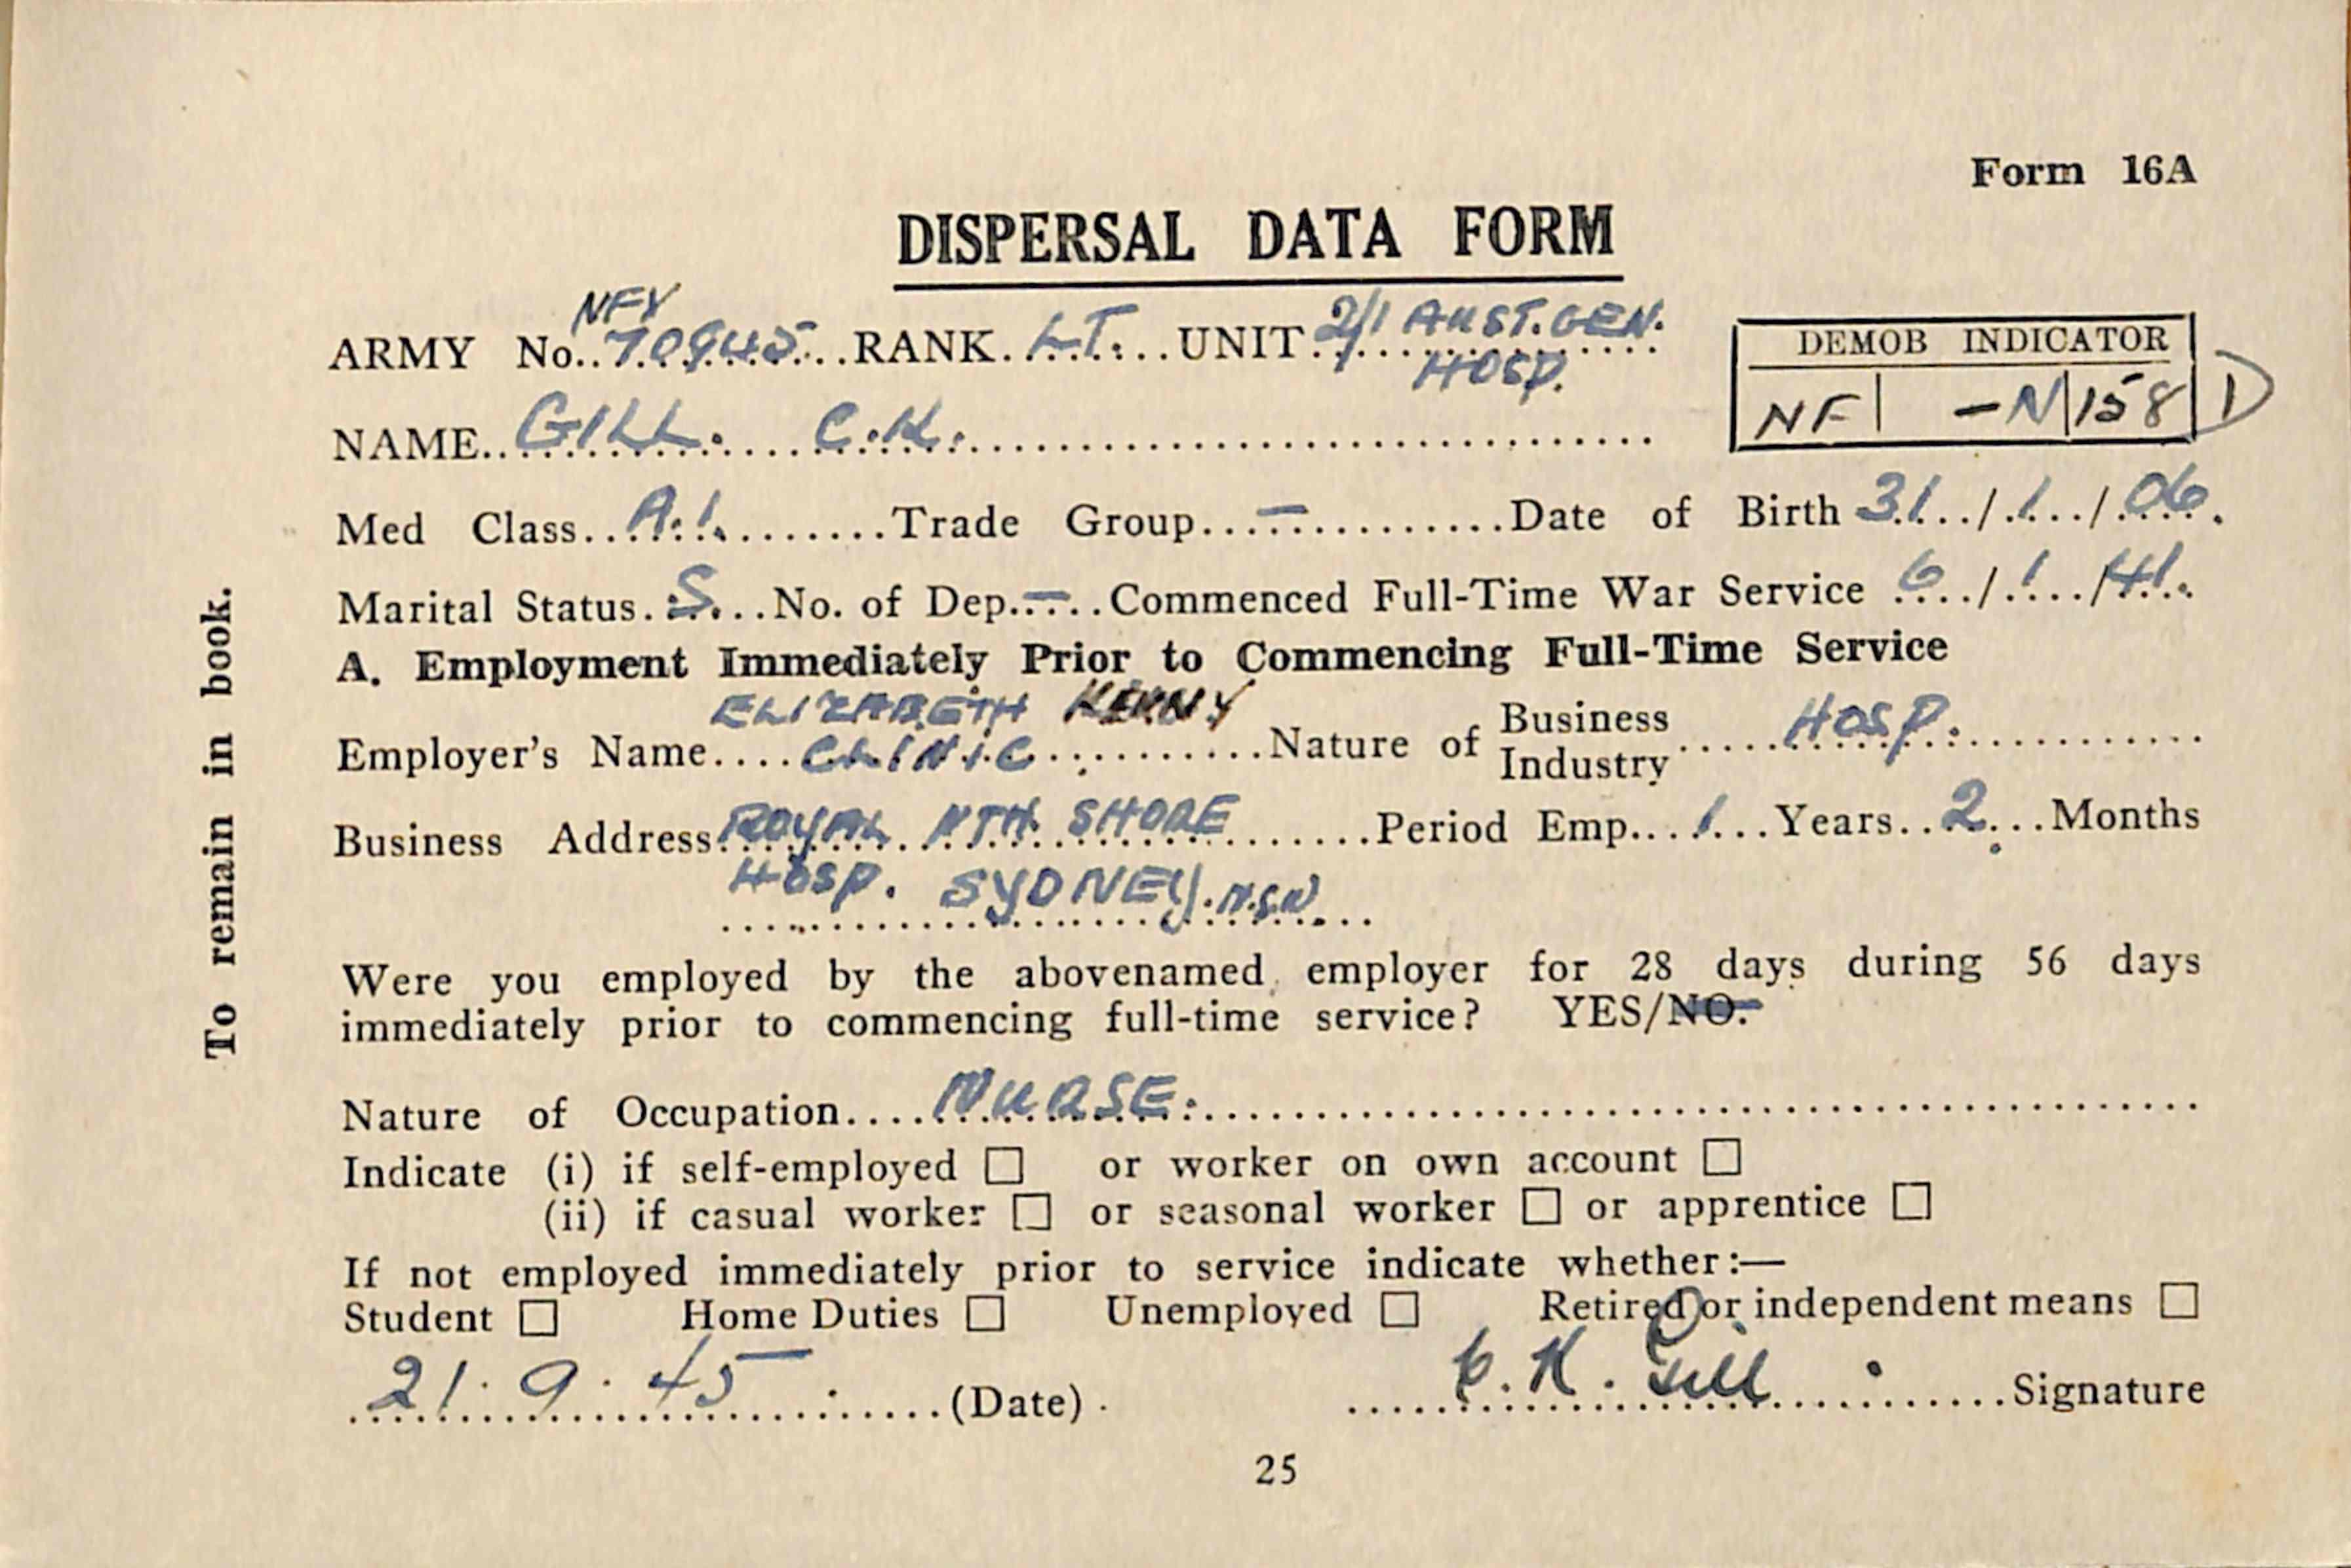 Form 16A
DISPERSAL DATA FORM
NFX
ARMY No. 70945 RANK LT. UNIT 2/1 AUST. GEN.
HOSP.
DEMOB INDICATOR
NF | - N | 158 | D
NAME GILL. C.K.
Med Class A.1. Trade Group — Date of Birth 31 / 1 / 06.
Marital Status S No. of Dep. — Commenced Full-Time War Service 6 / 1 / 41.
A. Employment Immediately Prior to Commencing Full-Time Service
ELIZABETH KENNY
Employer's Name CLINIC Nature of Business Industry HOSP.
Business Address ROYAL NTH. SHORE Period Emp. 1 Years 2 Months
HOSP. SYDNEY. N.S.W
Were you employed by the abovenamed employer for 28 days during 56 days
immediately prior to commencing full-time service? YES/NO.
Nature of Occupation NURSE.
Indicate (i) if self-employed □ or worker on own account □
(ii) if casual worker □ or seasonal worker □ or apprentice □
If not employed immediately prior to service indicate whether:—
Student □ Home Duties □ Unemployed □ Retired or independent means □
21. 9. 45 (Date) C. K. Gill Signature
25
To remain in book.